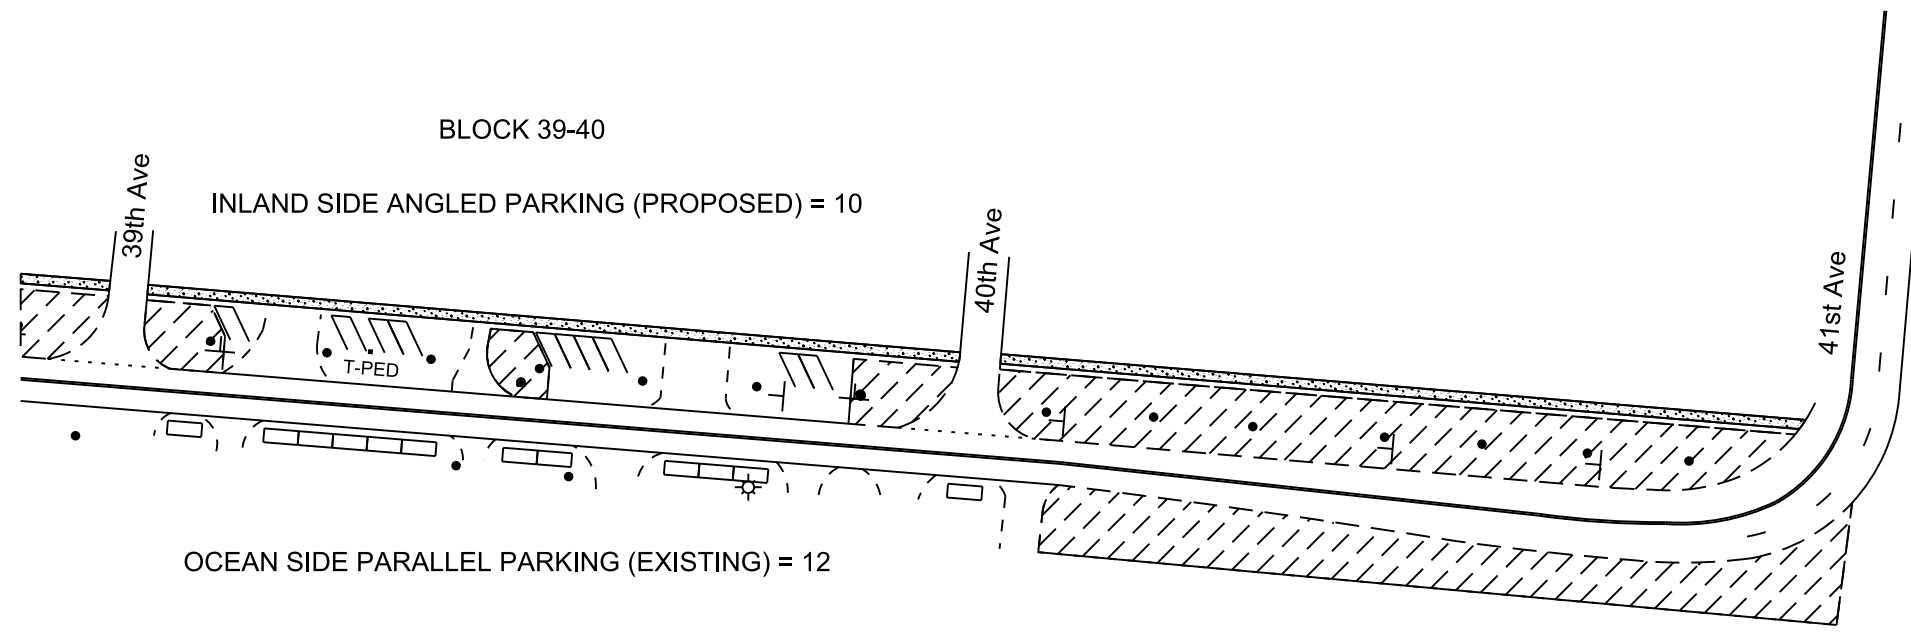 BLOCK 39-40
39th Ave
INLAND SIDE ANGLED PARKING (PROPOSED) = 10
40th Ave
41st Ave
T-PED
OCEAN SIDE PARALLEL PARKING (EXISTING) = 12